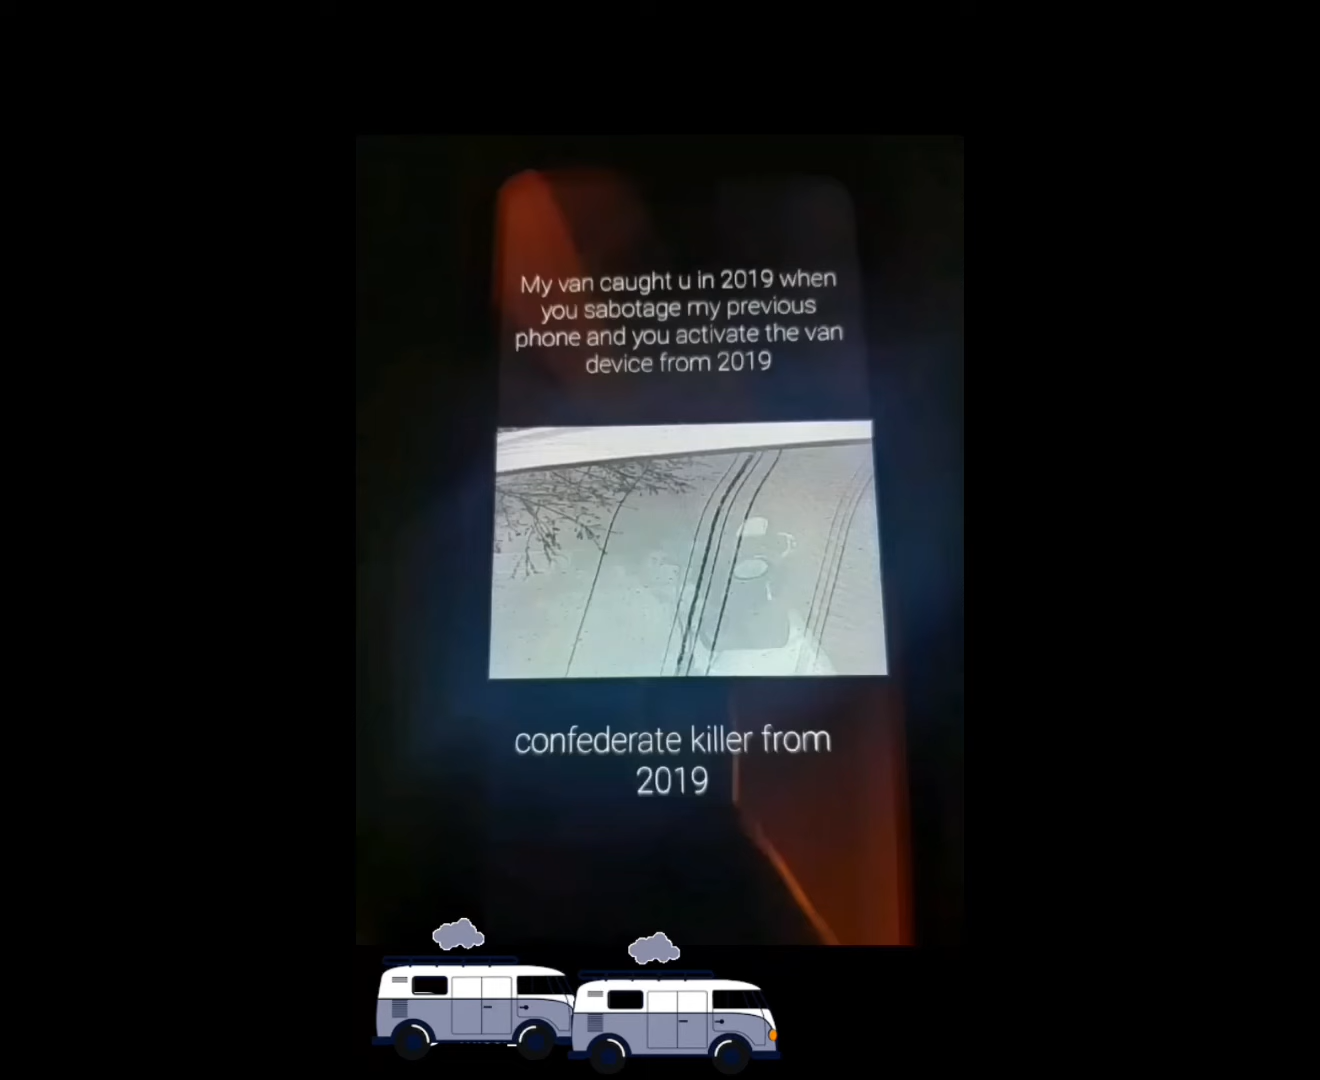 My van caught u in 2019 when
you sabotage my previous
phone and you activate the van
device from 2019
confederate killer from
2019